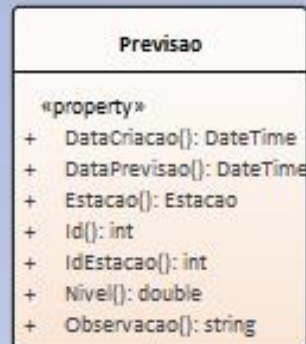 Previsao
«property»
+ DataCriacao(): DateTime
+ DataPrevisao(): DateTime
+ Estacao(): Estacao
+ Id(): int
+ IdEstacao(): int
+ Nivel(): double
+ Observacao(): string